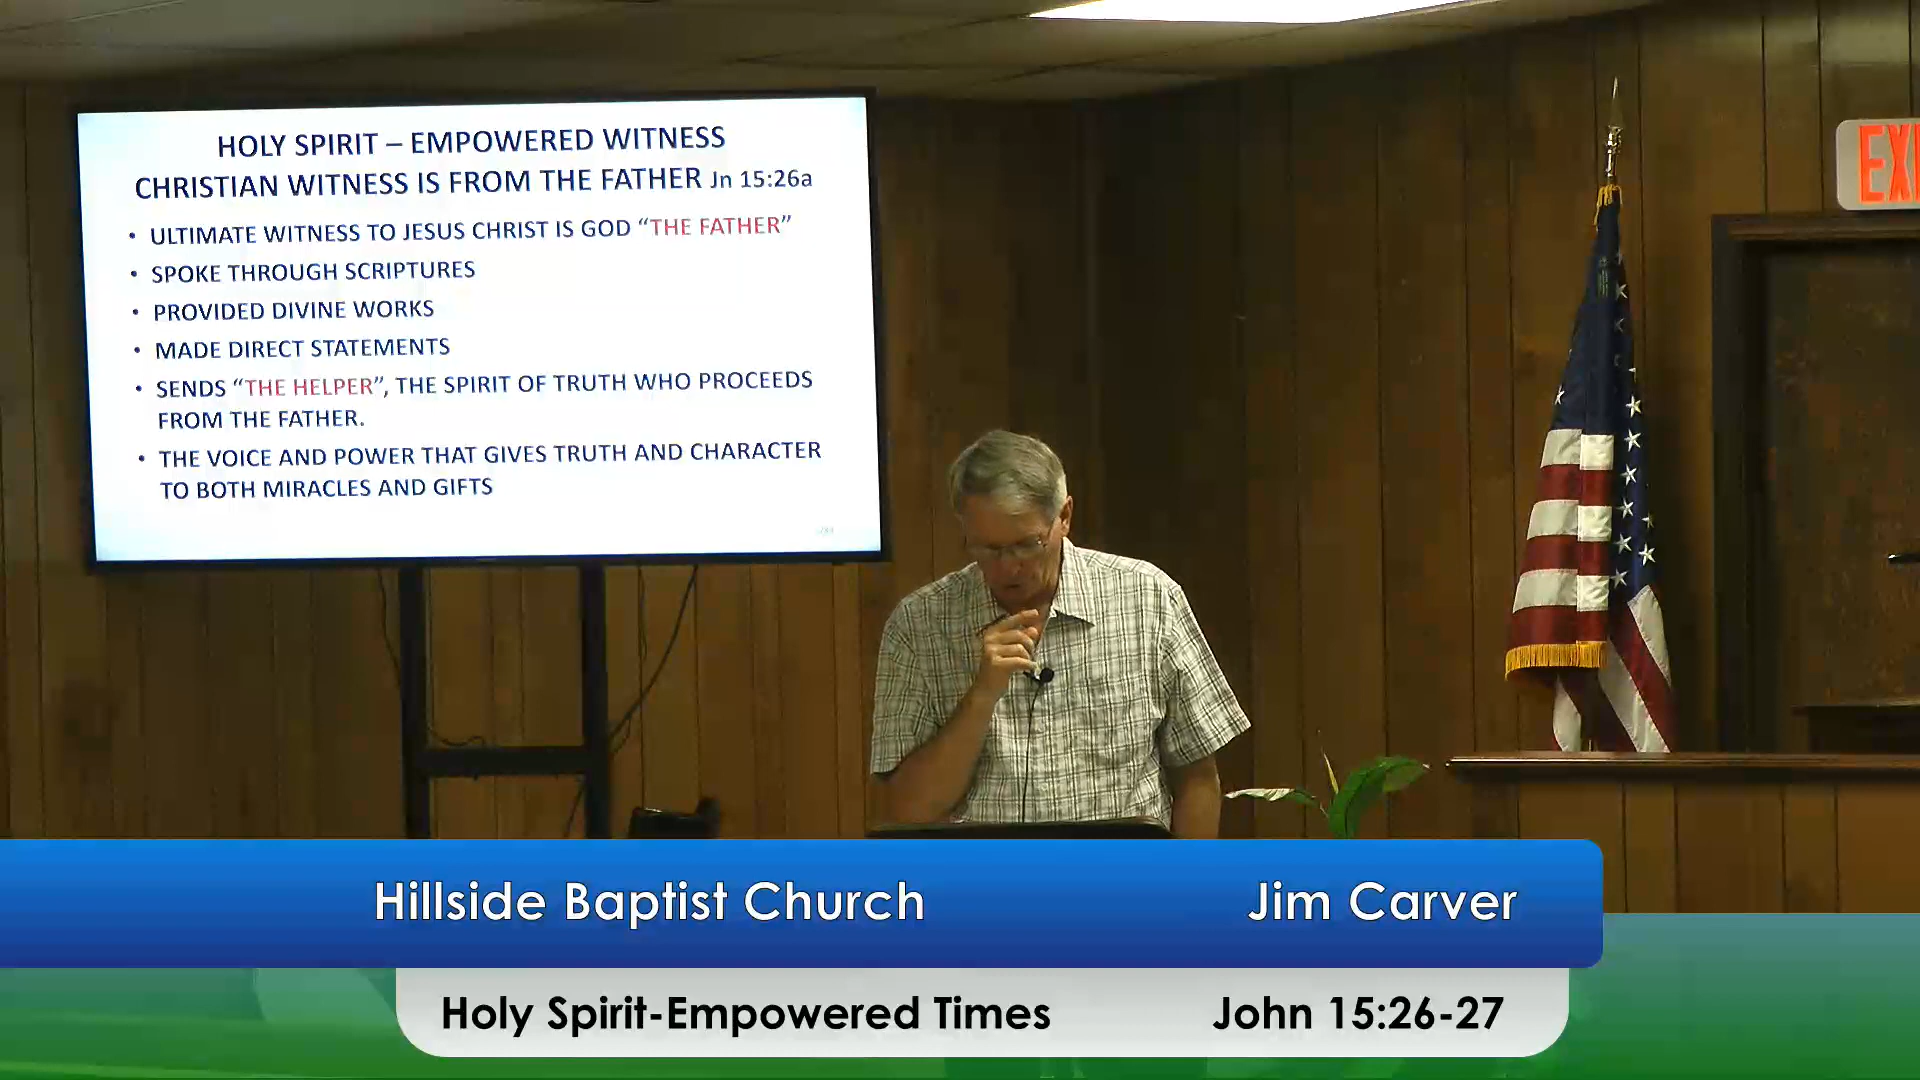 HOLY SPIRIT – EMPOWERED WITNESS
CHRISTIAN WITNESS IS FROM THE FATHER Jn 15:26a
• ULTIMATE WITNESS TO JESUS CHRIST IS GOD “THE FATHER”
• SPOKE THROUGH SCRIPTURES
• PROVIDED DIVINE WORKS
• MADE DIRECT STATEMENTS
• SENDS “THE HELPER”, THE SPIRIT OF TRUTH WHO PROCEEDS
FROM THE FATHER.
• THE VOICE AND POWER THAT GIVES TRUTH AND CHARACTER
TO BOTH MIRACLES AND GIFTS
EX
Hillside Baptist Church Jim Carver
Holy Spirit-Empowered Times John 15:26-27